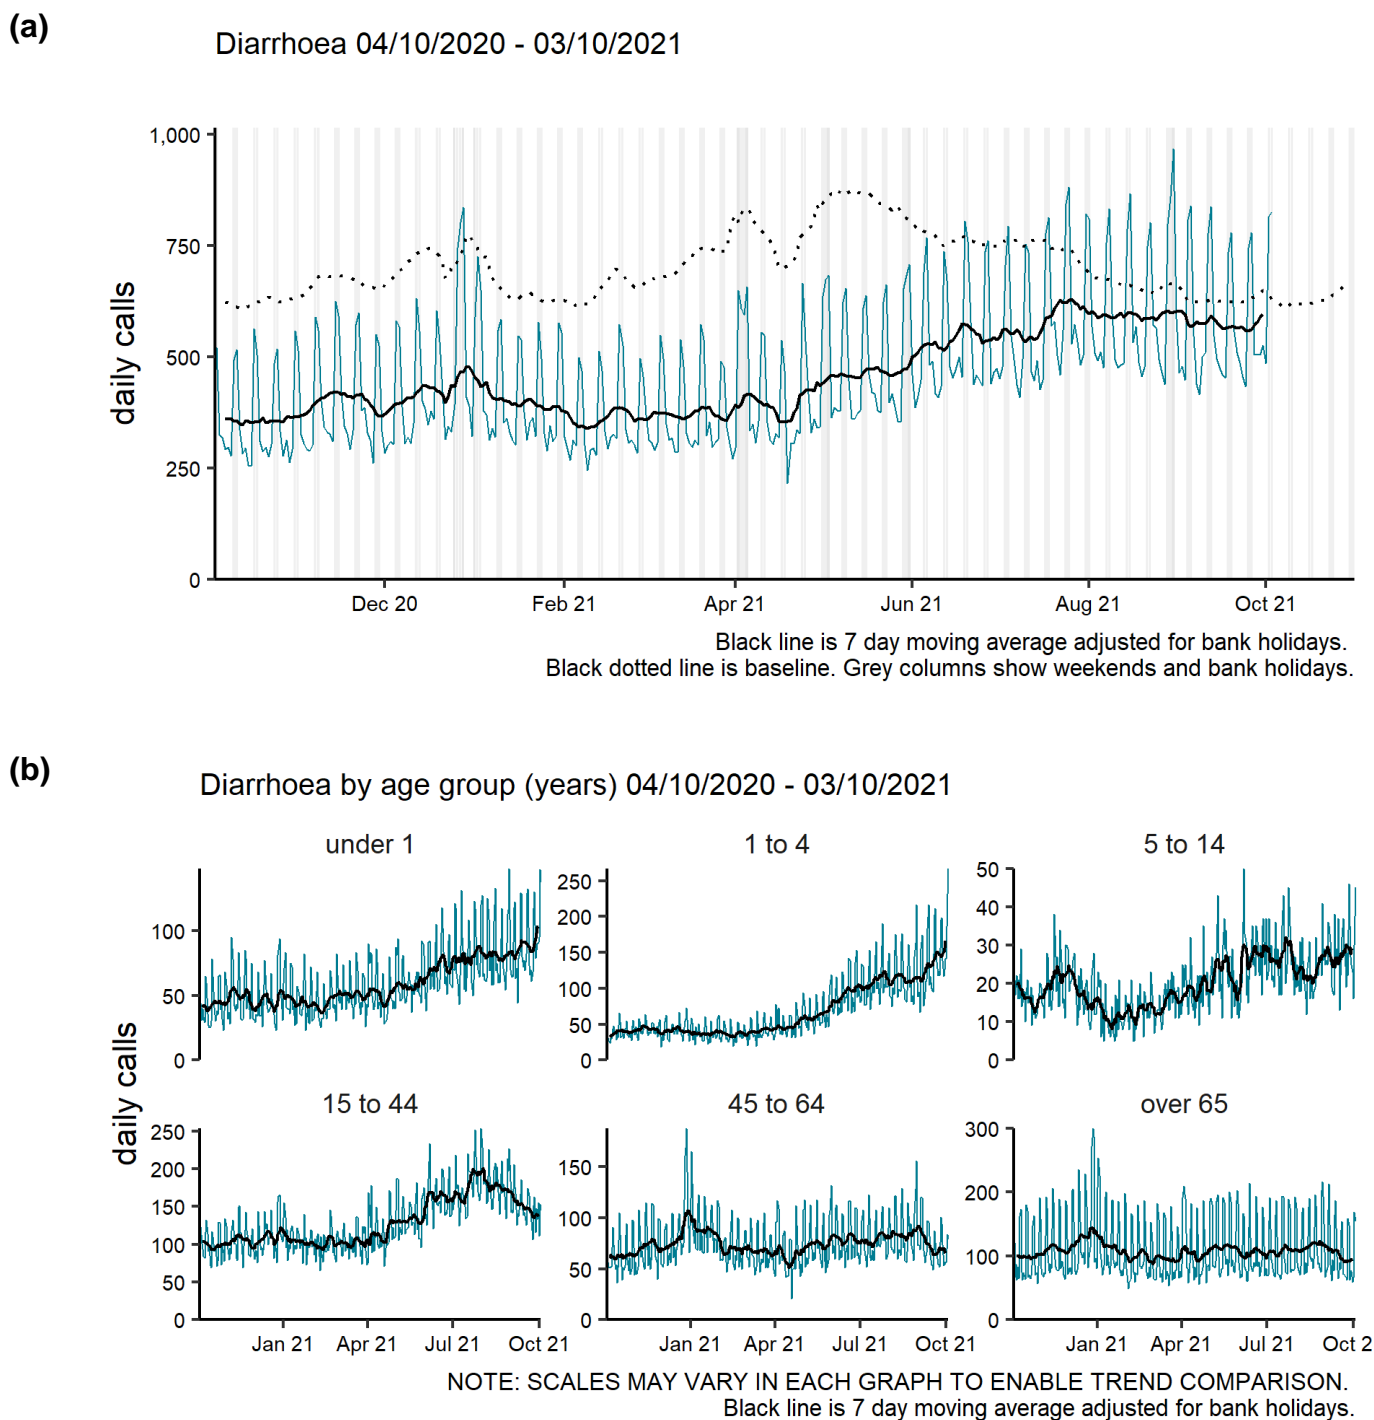 (a)
Diarrhoea 04/10/2020 - 03/10/2021
1,000
750
500
250
0
daily calls
Dec 20 Feb 21 Apr 21 Jun 21 Aug 21 Oct 21
Black line is 7 day moving average adjusted for bank holidays.
Black dotted line is baseline. Grey columns show weekends and bank holidays.
(b)
Diarrhoea by age group (years) 04/10/2020 - 03/10/2021
under 1 1 to 4 5 to 14
100
50
0
250
200
150
100
50
0
50
40
30
20
10
0
daily calls
15 to 44 45 to 64 over 65
250
200
150
100
50
0
150
100
50
0
300
200
100
0
Jan 21 Apr 21 Jul 21 Oct 21 Jan 21 Apr 21 Jul 21 Oct 21 Jan 21 Apr 21 Jul 21 Oct 2
NOTE: SCALES MAY VARY IN EACH GRAPH TO ENABLE TREND COMPARISON.
Black line is 7 day moving average adjusted for bank holidays.